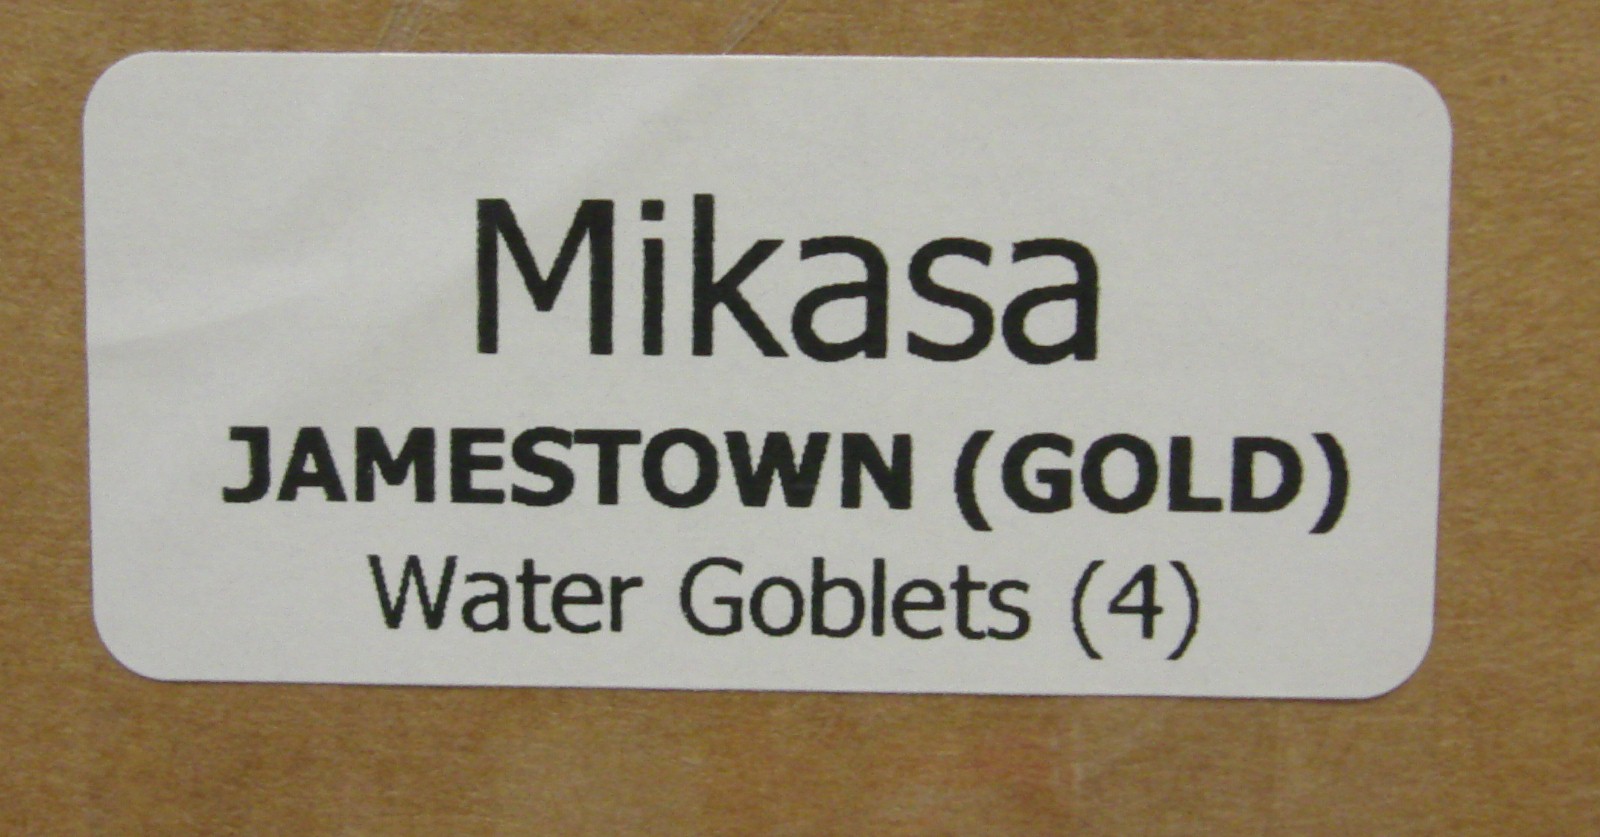 Mikasa
JAMESTOWN (GOLD)
Water Goblets (4)